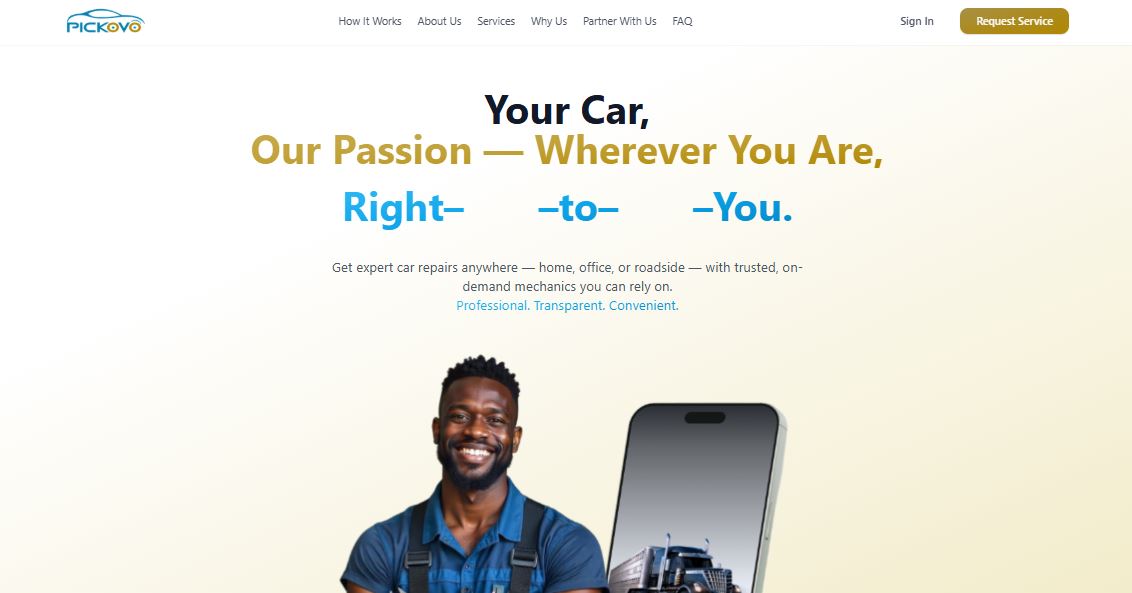 PICKOVO
How It Works
About Us
Services
Why Us
Partner With Us
FAQ
Sign In
Request Service
Your Car,
Our Passion — Wherever You Are,
Right– –to– –You.
Get expert car repairs anywhere — home, office, or roadside — with trusted, on-
demand mechanics you can rely on.
Professional. Transparent. Convenient.